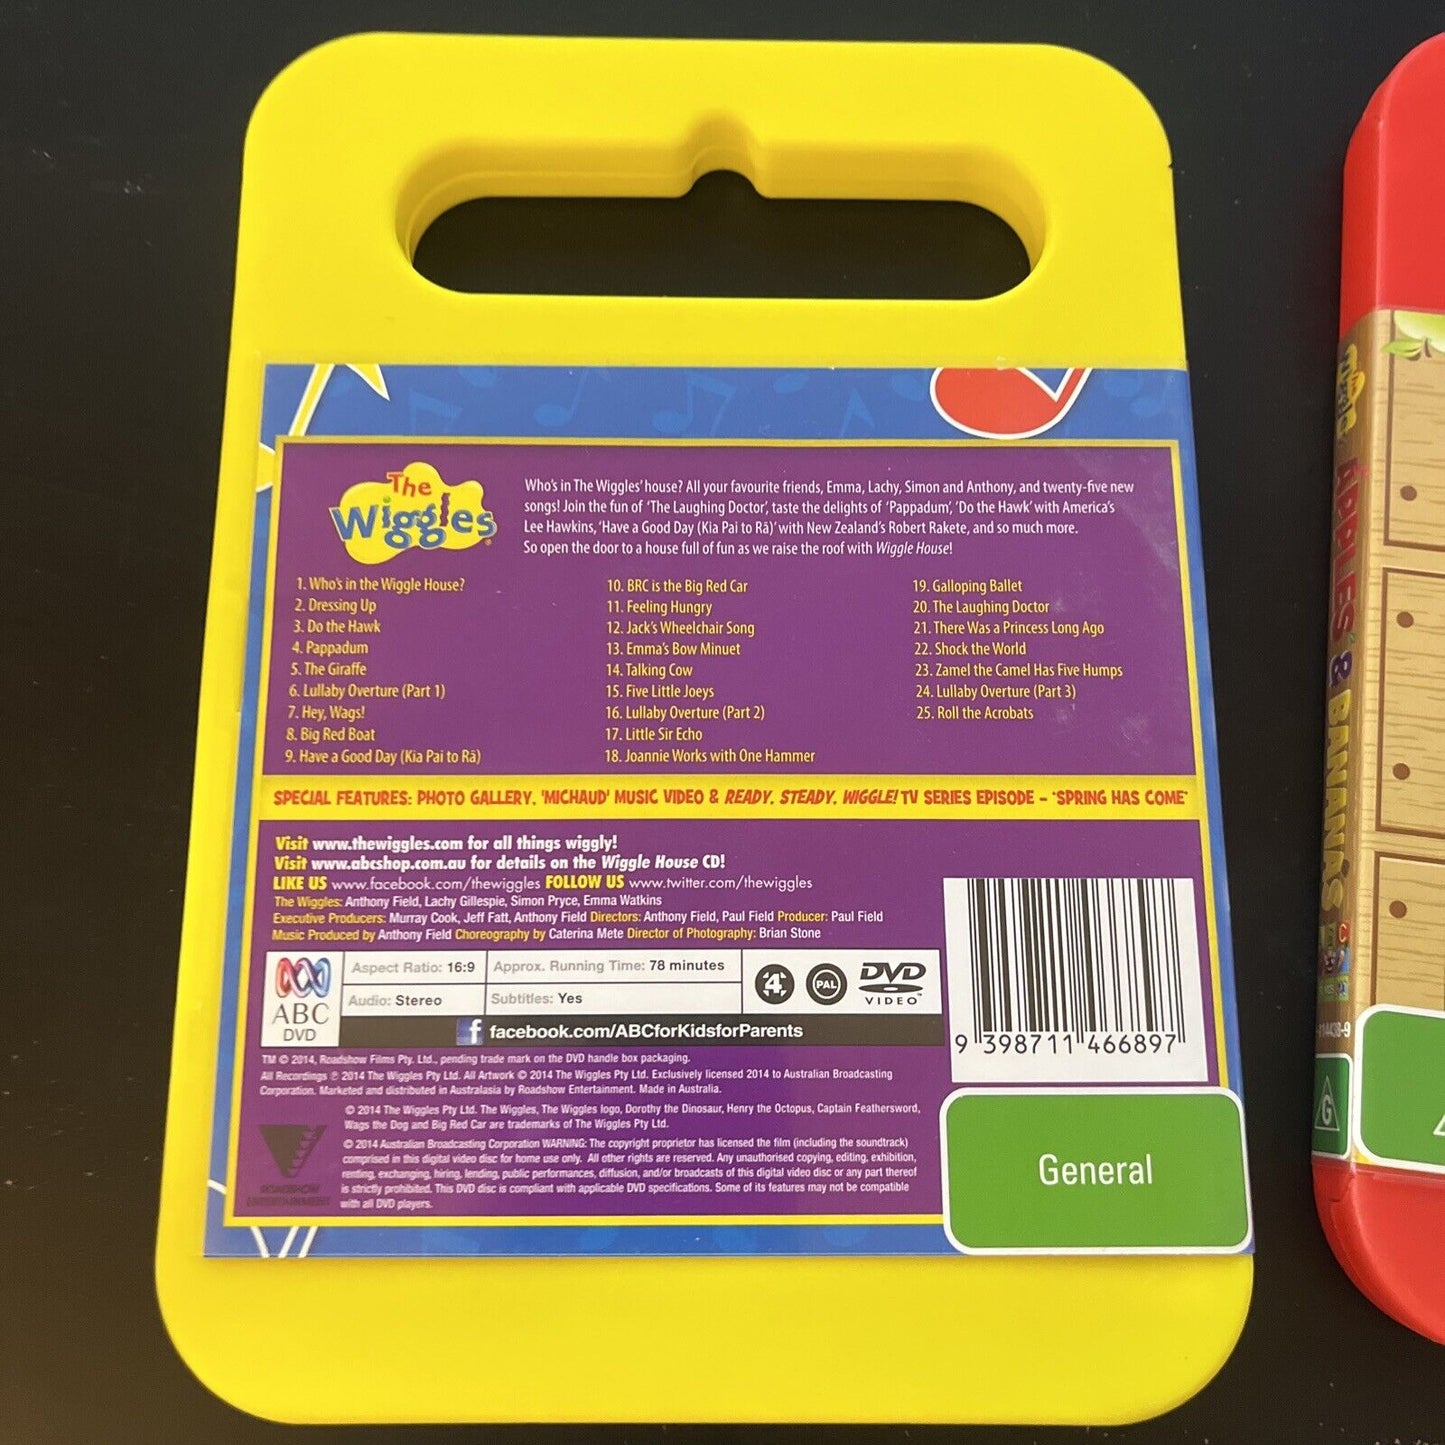 The
Wiggles
Who's in The Wiggles' house? All your favourite friends, Emma, Lachy, Simon and Anthony, and twenty-five new
songs! Join the fun of 'The Laughing Doctor', taste the delights of 'Pappadum', 'Do the Hawk' with America's
Lee Hawkins, 'Have a Good Day (Kia Pai to Rā)' with New Zealand's Robert Rakete, and so much more.
So open the door to a house full of fun as we raise the roof with Wiggle House!
1. Who's in the Wiggle House?
2. Dressing Up
3. Do the Hawk
4. Pappadum
5. The Giraffe
6. Lullaby Overture (Part 1)
7. Hey, Wags!
8. Big Red Boat
9. Have a Good Day (Kia Pai to Rā)
10. BRC is the Big Red Car
11. Feeling Hungry
12. Jack's Wheelchair Song
13. Emma's Bow Minuet
14. Talking Cow
15. Five Little Joeys
16. Lullaby Overture (Part 2)
17. Little Sir Echo
18. Joannie Works with One Hammer
19. Galloping Ballet
20. The Laughing Doctor
21. There Was a Princess Long Ago
22. Shock the World
23. Zamel the Camel Has Five Humps
24. Lullaby Overture (Part 3)
25. Roll the Acrobats
SPECIAL FEATURES: PHOTO GALLERY, 'MICHAUD' MUSIC VIDEO & READY, STEADY, WIGGLE! TV SERIES EPISODE – 'SPRING HAS COME'
Visit www.thewiggles.com for all things wiggly!
Visit www.abcshop.com.au for details on the Wiggle House CD!
LIKE US www.facebook.com/thewiggles FOLLOW US www.twitter.com/thewiggles
The Wiggles: Anthony Field, Lachy Gillespie, Simon Pryce, Emma Watkins
Executive Producers: Murray Cook, Jeff Fatt, Anthony Field Directors: Anthony Field, Paul Field Producer: Paul Field
Music Produced by Anthony Field Choreography by Caterina Mete Director of Photography: Brian Stone
ABC
DVD
Aspect Ratio: 16:9
Approx. Running Time: 78 minutes
Audio: Stereo
Subtitles: Yes
4
PAL
DVD
VIDEO™
f facebook.com/ABCforKidsforParents
9 398711 466897
TM © 2014, Roadshow Films Pty. Ltd., pending trade mark on the DVD handle box packaging.
All Recordings ℗ 2014 The Wiggles Pty Ltd. All Artwork © 2014 The Wiggles Pty Ltd. Exclusively licensed 2014 to Australian Broadcasting
Corporation. Marketed and distributed in Australasia by Roadshow Entertainment. Made in Australia.
© 2014 The Wiggles Pty Ltd. The Wiggles, The Wiggles logo, Dorothy the Dinosaur, Henry the Octopus, Captain Feathersword,
Wags the Dog and Big Red Car are trademarks of The Wiggles Pty Ltd.
© 2014 Australian Broadcasting Corporation WARNING: The copyright proprietor has licensed the film (including the soundtrack)
comprised in this digital video disc for home use only. All other rights are reserved. Any unauthorised copying, editing, exhibition,
renting, exchanging, hiring, lending, public performances, diffusion, and/or broadcasts of this digital video disc or any part thereof
is strictly prohibited. This DVD disc is compliant with applicable DVD specifications. Some of its features may not be compatible
with all DVD players.
ROADSHOW
ENTERTAINMENT
General
APPLES & BANANAS
G